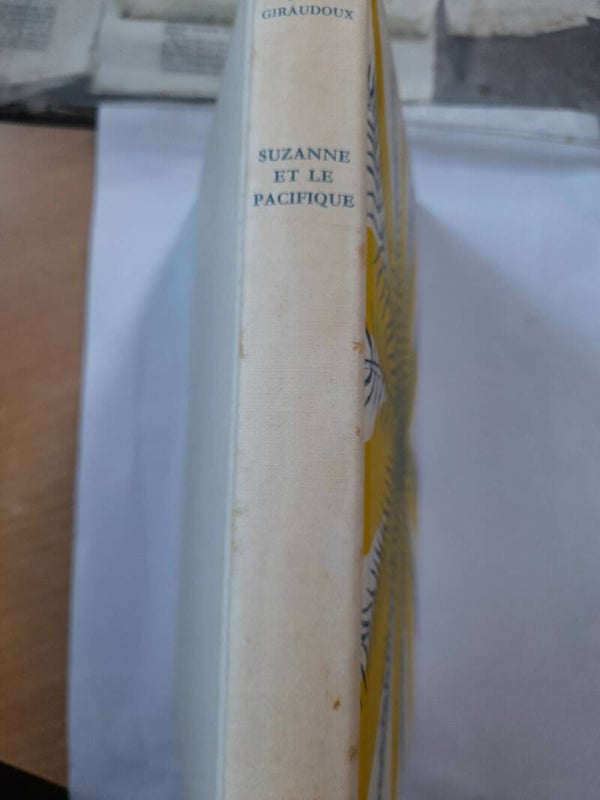 GIRAUDOUX
SUZANNE
ET LE
PACIFIQUE